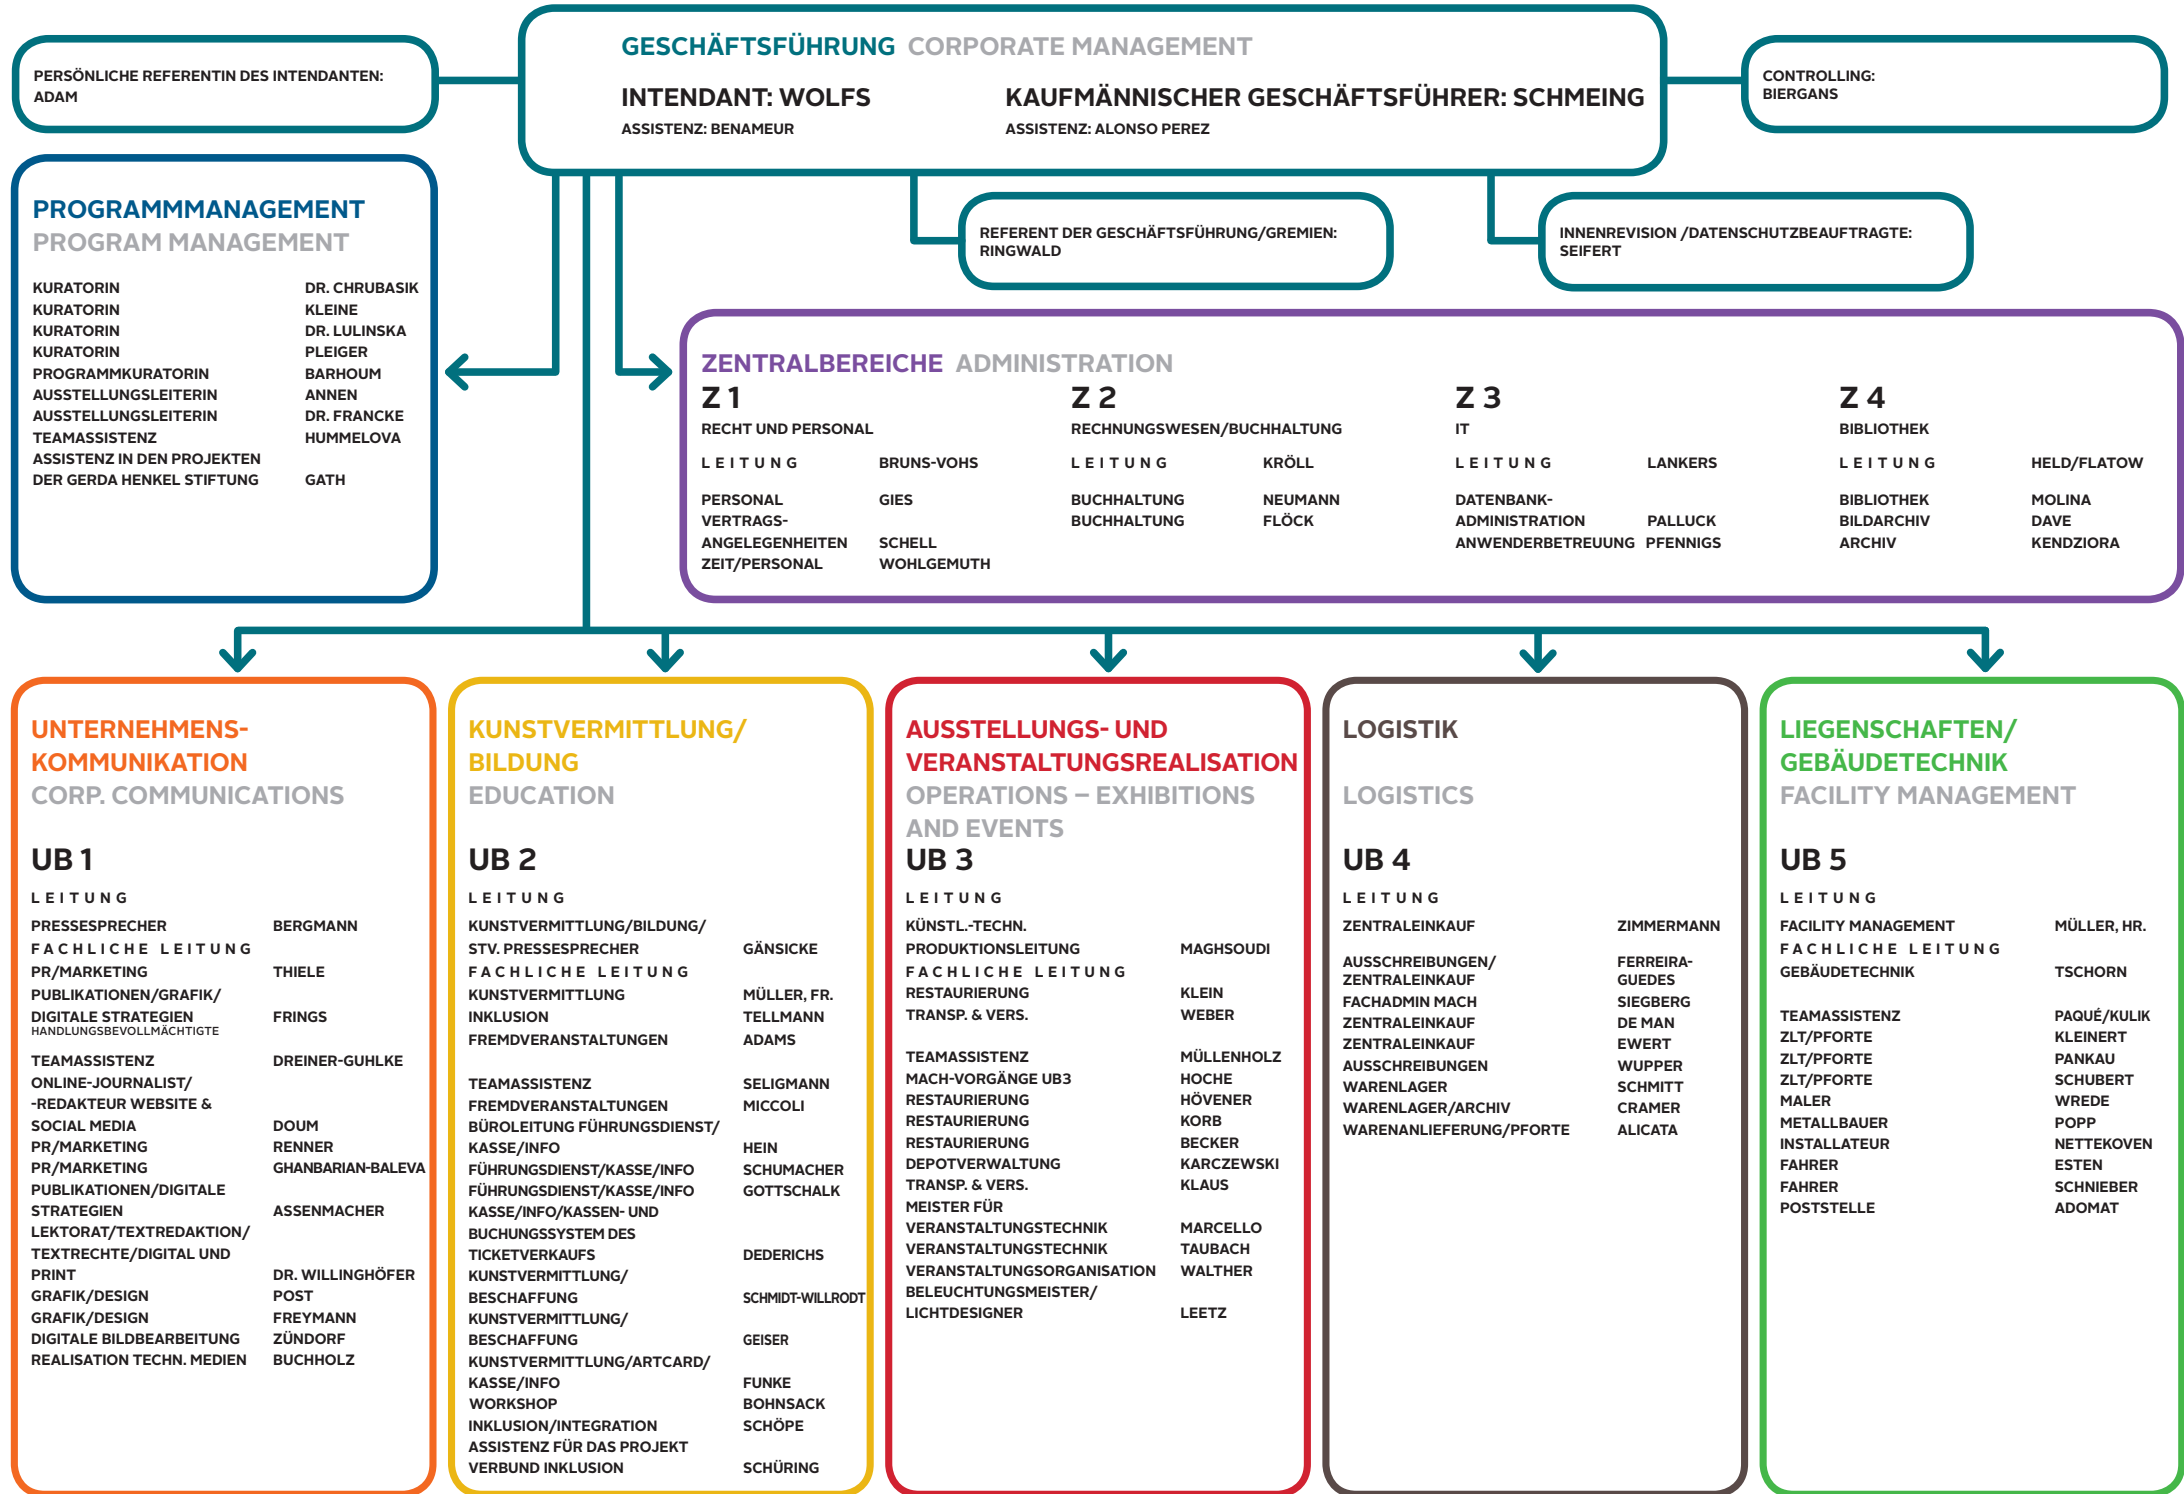 PERSÖNLICHE REFERENTIN DES INTENDANTEN:
ADAM
GESCHÄFTSFÜHRUNG CORPORATE MANAGEMENT
INTENDANT: WOLFS
ASSISTENZ: BENAMEUR
KAUFMÄNNISCHER GESCHÄFTSFÜHRER: SCHMEING
ASSISTENZ: ALONSO PEREZ
CONTROLLING:
BIERGANS
REFERENT DER GESCHÄFTSFÜHRUNG/GREMIEN:
RINGWALD
INNENREVISION /DATENSCHUTZBEAUFTRAGTE:
SEIFERT
PROGRAMMMANAGEMENT
PROGRAM MANAGEMENT
KURATORIN DR. CHRUBASIK
KURATORIN KLEINE
KURATORIN DR. LULINSKA
KURATORIN PLEIGER
PROGRAMMKURATORIN BARHOUM
AUSSTELLUNGSLEITERIN ANNEN
AUSSTELLUNGSLEITERIN DR. FRANCKE
TEAMASSISTENZ HUMMELOVA
ASSISTENZ IN DEN PROJEKTEN
DER GERDA HENKEL STIFTUNG GATH
ZENTRALBEREICHE ADMINISTRATION
Z 1
RECHT UND PERSONAL
LEITUNG BRUNS-VOHS
PERSONAL GIES
VERTRAGS-
ANGELEGENHEITEN SCHELL
ZEIT/PERSONAL WOHLGEMUTH
Z 2
RECHNUNGSWESEN/BUCHHALTUNG
LEITUNG KRÖLL
BUCHHALTUNG NEUMANN
BUCHHALTUNG FLÖCK
Z 3
IT
LEITUNG LANKERS
DATENBANK-
ADMINISTRATION PALLUCK
ANWENDERBETREUUNG PFENNIGS
Z 4
BIBLIOTHEK
LEITUNG HELD/FLATOW
BIBLIOTHEK MOLINA
BILDARCHIV DAVE
ARCHIV KENDZIORA
UNTERNEHMENS-
KOMMUNIKATION
CORP. COMMUNICATIONS
UB 1
LEITUNG
PRESSESPRECHER BERGMANN
FACHLICHE LEITUNG
PR/MARKETING THIELE
PUBLIKATIONEN/GRAFIK/
DIGITALE STRATEGIEN FRINGS
HANDLUNGSBEVOLLMÄCHTIGTE
TEAMASSISTENZ DREINER-GUHLKE
ONLINE-JOURNALIST/
-REDAKTEUR WEBSITE &
SOCIAL MEDIA DOUM
PR/MARKETING RENNER
PR/MARKETING GHANBARIAN-BALEVA
PUBLIKATIONEN/DIGITALE
STRATEGIEN ASSENMACHER
LEKTORAT/TEXTREDAKTION/
TEXTRECHTE/DIGITAL UND
PRINT DR. WILLINGHÖFER
GRAFIK/DESIGN POST
GRAFIK/DESIGN FREYMANN
DIGITALE BILDBEARBEITUNG ZÜNDORF
REALISATION TECHN. MEDIEN BUCHHOLZ
KUNSTVERMITTLUNG/
BILDUNG
EDUCATION
UB 2
LEITUNG
KUNSTVERMITTLUNG/BILDUNG/
STV. PRESSESPRECHER GÄNSICKE
FACHLICHE LEITUNG
KUNSTVERMITTLUNG MÜLLER, FR.
INKLUSION TELLMANN
FREMDVERANSTALTUNGEN ADAMS
TEAMASSISTENZ SELIGMANN
FREMDVERANSTALTUNGEN MICCOLI
BÜROLEITUNG FÜHRUNGSDIENST/
KASSE/INFO HEIN
FÜHRUNGSDIENST/KASSE/INFO SCHUMACHER
FÜHRUNGSDIENST/KASSE/INFO GOTTSCHALK
KASSE/INFO/KASSEN- UND
BUCHUNGSSYSTEM DES
TICKETVERKAUFS DEDERICHS
KUNSTVERMITTLUNG/
BESCHAFFUNG SCHMIDT-WILLRODT
KUNSTVERMITTLUNG/
BESCHAFFUNG GEISER
KUNSTVERMITTLUNG/ARTCARD/
KASSE/INFO FUNKE
WORKSHOP BOHNSACK
INKLUSION/INTEGRATION SCHÖPE
ASSISTENZ FÜR DAS PROJEKT
VERBUND INKLUSION SCHÜRING
AUSSTELLUNGS- UND
VERANSTALTUNGSREALISATION
OPERATIONS – EXHIBITIONS
AND EVENTS
UB 3
LEITUNG
KÜNSTL.-TECHN.
PRODUKTIONSLEITUNG MAGHSOUDI
FACHLICHE LEITUNG
RESTAURIERUNG KLEIN
TRANSP. & VERS. WEBER
TEAMASSISTENZ MÜLLENHOLZ
MACH-VORGÄNGE UB3 HOCHE
RESTAURIERUNG HÖVENER
RESTAURIERUNG KORB
RESTAURIERUNG BECKER
DEPOTVERWALTUNG KARCZEWSKI
TRANSP. & VERS. KLAUS
MEISTER FÜR
VERANSTALTUNGSTECHNIK MARCELLO
VERANSTALTUNGSTECHNIK TAUBACH
VERANSTALTUNGSORGANISATION WALTHER
BELEUCHTUNGSMEISTER/
LICHTDESIGNER LEETZ
LOGISTIK
LOGISTICS
UB 4
LEITUNG
ZENTRALEINKAUF ZIMMERMANN
AUSSCHREIBUNGEN/ FERREIRA-
ZENTRALEINKAUF GUEDES
FACHADMIN MACH SIEGBERG
ZENTRALEINKAUF DE MAN
ZENTRALEINKAUF EWERT
AUSSCHREIBUNGEN WUPPER
WARENLAGER SCHMITT
WARENLAGER/ARCHIV CRAMER
WARENANLIEFERUNG/PFORTE ALICATA
LIEGENSCHAFTEN/
GEBÄUDETECHNIK
FACILITY MANAGEMENT
UB 5
LEITUNG
FACILITY MANAGEMENT MÜLLER, HR.
FACHLICHE LEITUNG
GEBÄUDETECHNIK TSCHORN
TEAMASSISTENZ PAQUÉ/KULIK
ZLT/PFORTE KLEINERT
ZLT/PFORTE PANKAU
ZLT/PFORTE SCHUBERT
MALER WREDE
METALLBAUER POPP
INSTALLATEUR NETTEKOVEN
FAHRER ESTEN
FAHRER SCHNIEBER
POSTSTELLE ADOMAT